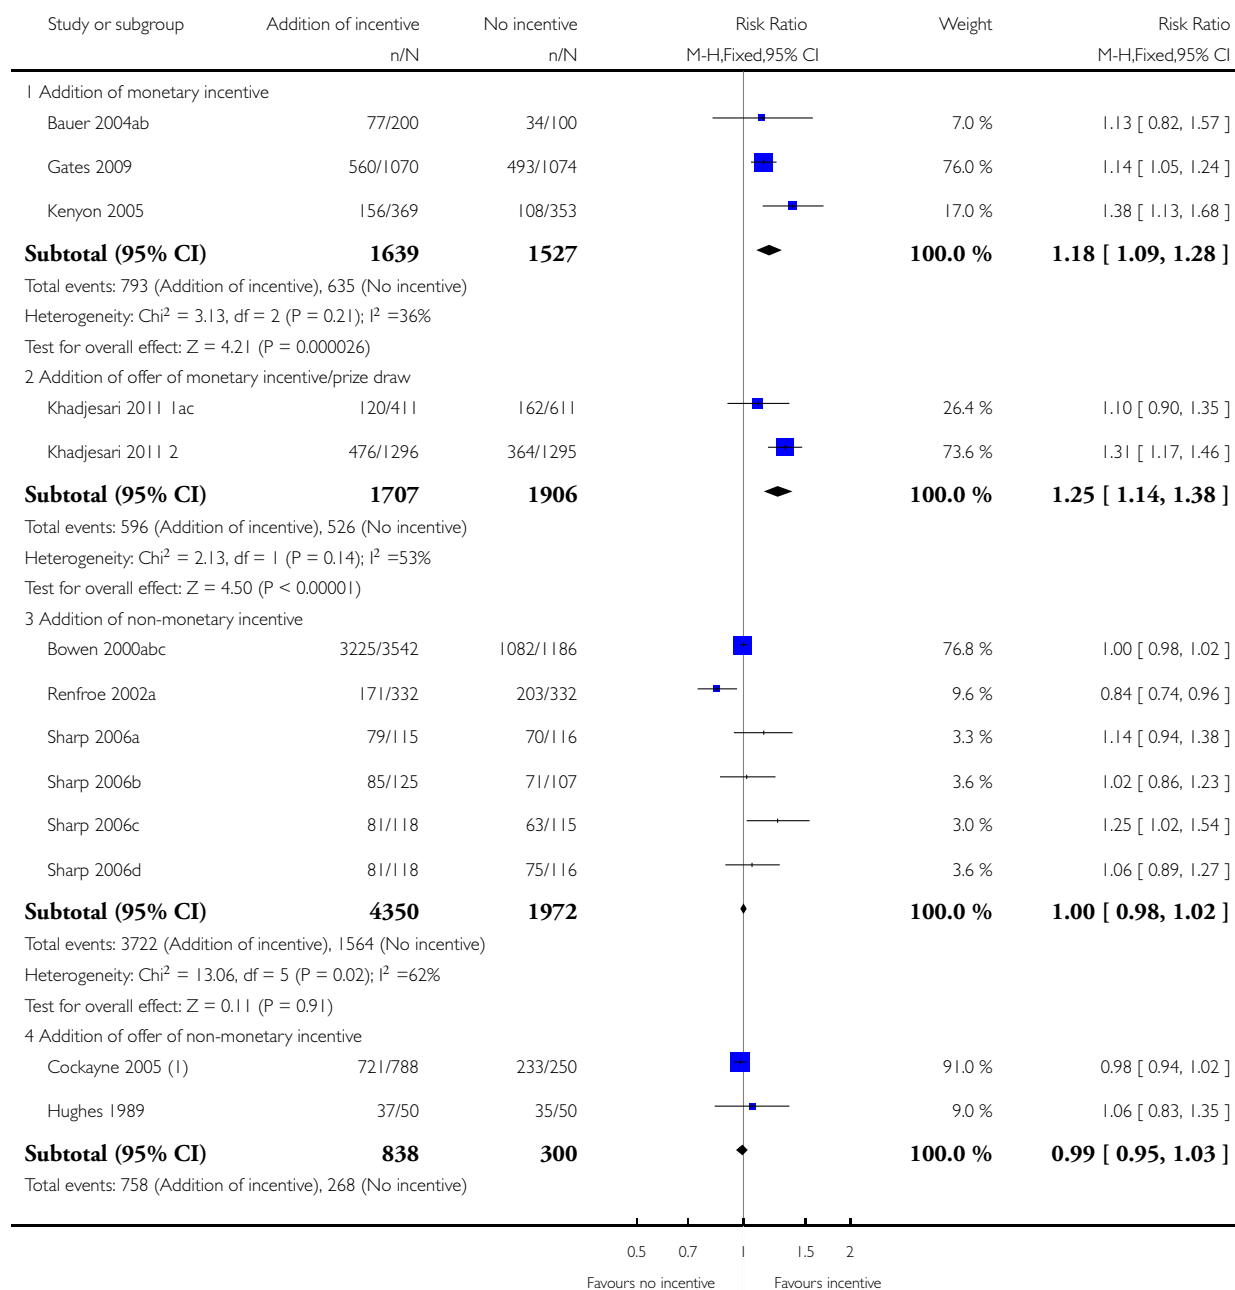 Study or subgroup Addition of incentive No incentive Risk Ratio Weight Risk Ratio
n/N n/N M-H,Fixed,95% CI M-H,Fixed,95% CI
1 Addition of monetary incentive
Bauer 2004ab 77/200 34/100 7.0 % 1.13 [ 0.82, 1.57 ]
Gates 2009 560/1070 493/1074 76.0 % 1.14 [ 1.05, 1.24 ]
Kenyon 2005 156/369 108/353 17.0 % 1.38 [ 1.13, 1.68 ]
Subtotal (95% CI) 1639 1527 100.0 % 1.18 [ 1.09, 1.28 ]
Total events: 793 (Addition of incentive), 635 (No incentive)
Heterogeneity: Chi² = 3.13, df = 2 (P = 0.21); I² =36%
Test for overall effect: Z = 4.21 (P = 0.000026)
2 Addition of offer of monetary incentive/prize draw
Khadjesari 2011 1ac 120/411 162/611 26.4 % 1.10 [ 0.90, 1.35 ]
Khadjesari 2011 2 476/1296 364/1295 73.6 % 1.31 [ 1.17, 1.46 ]
Subtotal (95% CI) 1707 1906 100.0 % 1.25 [ 1.14, 1.38 ]
Total events: 596 (Addition of incentive), 526 (No incentive)
Heterogeneity: Chi² = 2.13, df = 1 (P = 0.14); I² =53%
Test for overall effect: Z = 4.50 (P < 0.00001)
3 Addition of non-monetary incentive
Bowen 2000abc 3225/3542 1082/1186 76.8 % 1.00 [ 0.98, 1.02 ]
Renfroe 2002a 171/332 203/332 9.6 % 0.84 [ 0.74, 0.96 ]
Sharp 2006a 79/115 70/116 3.3 % 1.14 [ 0.94, 1.38 ]
Sharp 2006b 85/125 71/107 3.6 % 1.02 [ 0.86, 1.23 ]
Sharp 2006c 81/118 63/115 3.0 % 1.25 [ 1.02, 1.54 ]
Sharp 2006d 81/118 75/116 3.6 % 1.06 [ 0.89, 1.27 ]
Subtotal (95% CI) 4350 1972 100.0 % 1.00 [ 0.98, 1.02 ]
Total events: 3722 (Addition of incentive), 1564 (No incentive)
Heterogeneity: Chi² = 13.06, df = 5 (P = 0.02); I² =62%
Test for overall effect: Z = 0.11 (P = 0.91)
4 Addition of offer of non-monetary incentive
Cockayne 2005 (1) 721/788 233/250 91.0 % 0.98 [ 0.94, 1.02 ]
Hughes 1989 37/50 35/50 9.0 % 1.06 [ 0.83, 1.35 ]
Subtotal (95% CI) 838 300 100.0 % 0.99 [ 0.95, 1.03 ]
Total events: 758 (Addition of incentive), 268 (No incentive)
0.5 0.7 1 1.5 2
Favours no incentive Favours incentive